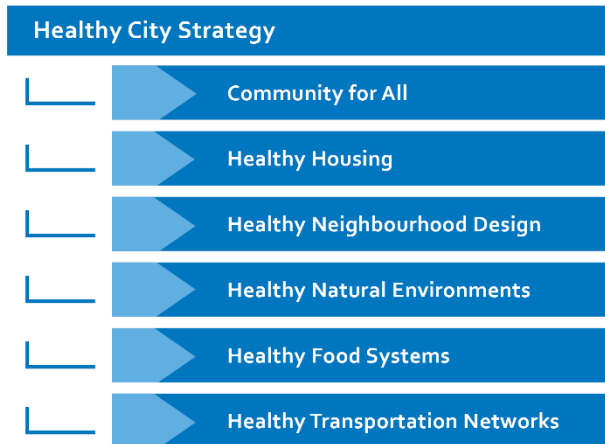 Healthy City Strategy
Community for All
Healthy Housing
Healthy Neighbourhood Design
Healthy Natural Environments
Healthy Food Systems
Healthy Transportation Networks